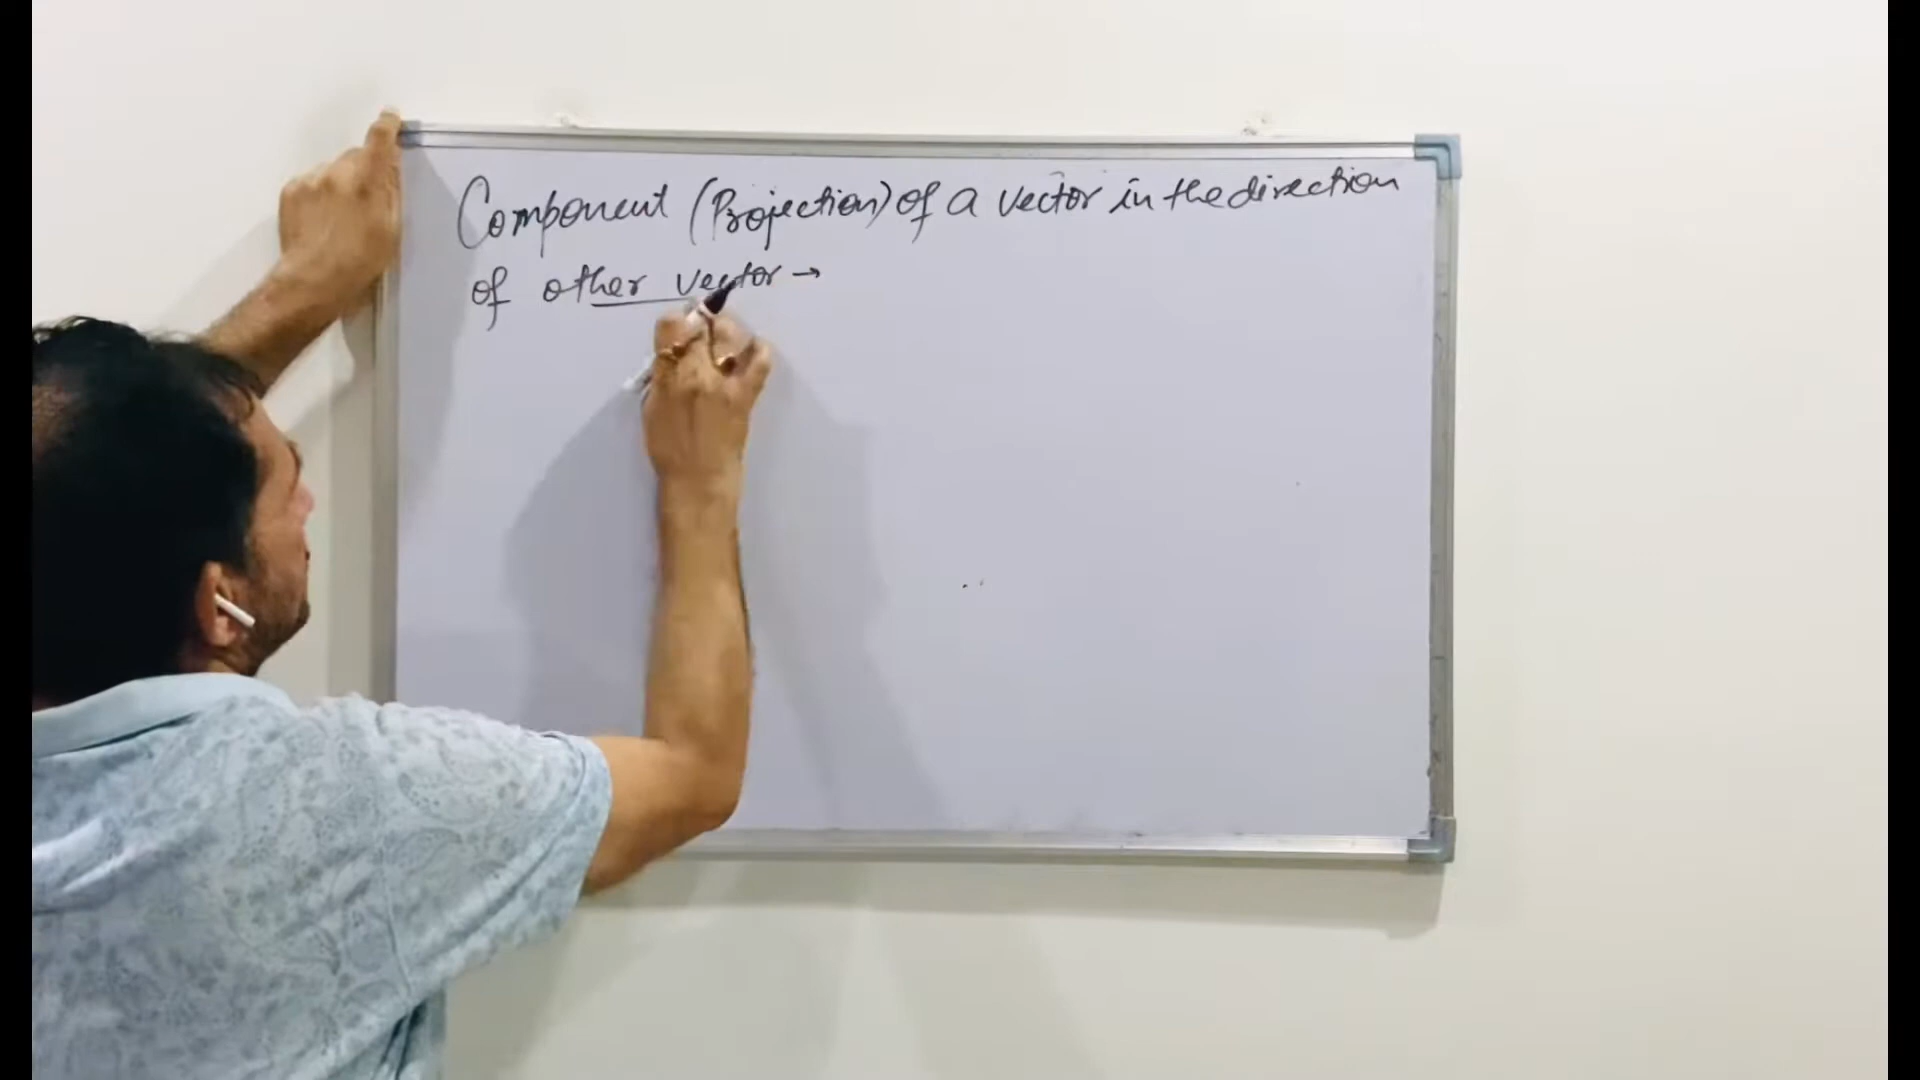 Component (Projection) of a vector in the direction
of other vector →